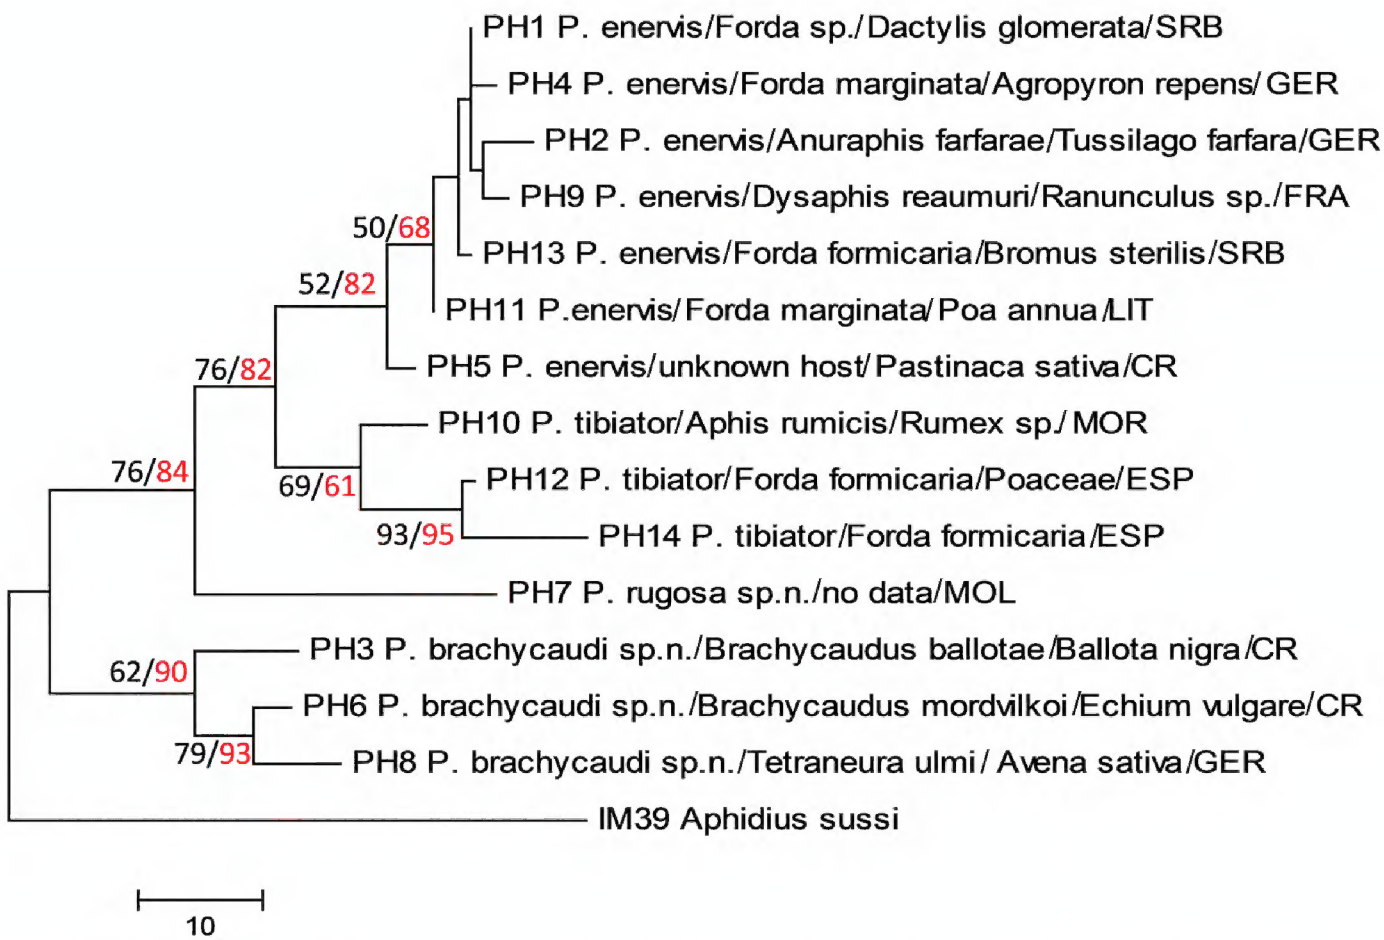 PH1 P. enervis/Forda sp./Dactylis glomerata/SRB
PH4 P. enervis/Forda marginata/Agropyron repens/GER
PH2 P. enervis/Anuraphis farfarae/Tussilago farfara/GER
PH9 P. enervis/Dysaphis reaumuri/Ranunculus sp./FRA
50/68
PH13 P. enervis/Forda formicaria/Bromus sterilis/SRB
52/82
PH11 P.enervis/Forda marginata/Poa annua/LIT
76/82
PH5 P. enervis/unknown host/Pastinaca sativa/CR
PH10 P. tibiator/Aphis rumicis/Rumex sp./MOR
76/84
69/61
PH12 P. tibiator/Forda formicaria/Poaceae/ESP
93/95
PH14 P. tibiator/Forda formicaria/ESP
PH7 P. rugosa sp.n./no data/MOL
PH3 P. brachycaudi sp.n./Brachycaudus ballotae/Ballota nigra/CR
62/90
PH6 P. brachycaudi sp.n./Brachycaudus mordvilkoi/Echium vulgare/CR
79/93
PH8 P. brachycaudi sp.n./Tetraneura ulmi/Avena sativa/GER
IM39 Aphidius sussi
10